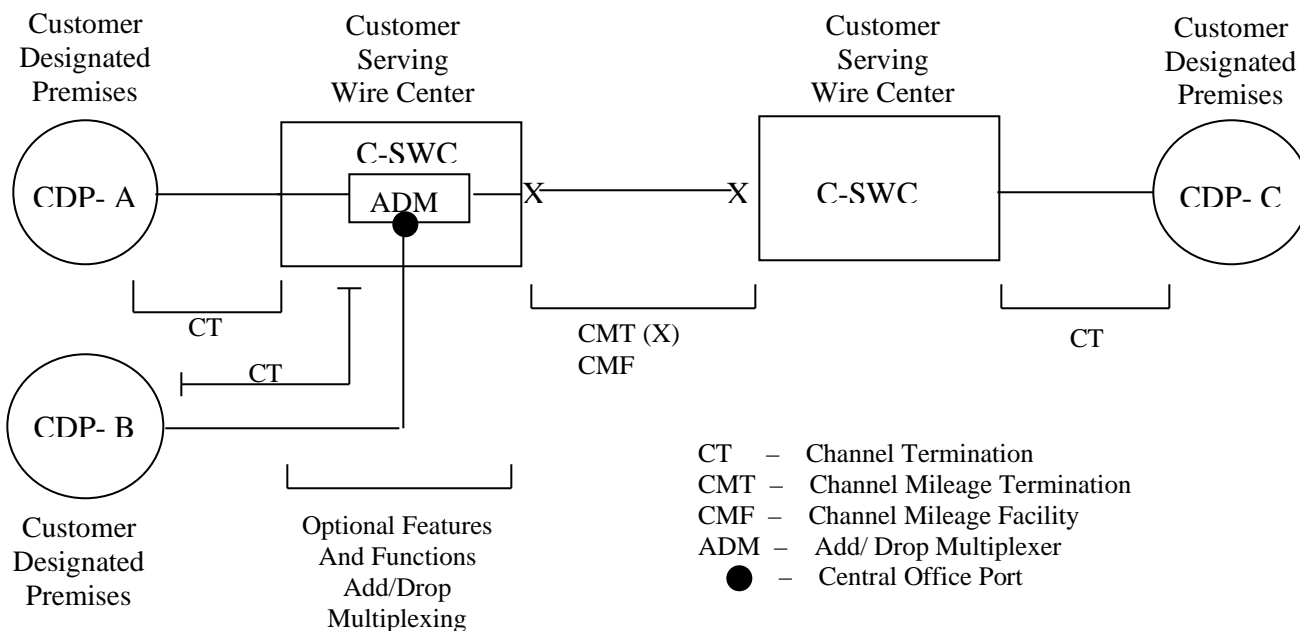 Customer
Designated
Premises
Customer
Serving
Wire Center
Customer
Serving
Wire Center
Customer
Designated
Premises
CDP- A
C-SWC
ADM
X
X
C-SWC
CDP- C
CT
CMT (X)
CMF
CT
CT
CDP- B
Customer
Designated
Premises
Optional Features
And Functions
Add/Drop
Multiplexing
CT – Channel Termination
CMT – Channel Mileage Termination
CMF – Channel Mileage Facility
ADM – Add/ Drop Multiplexer
– Central Office Port